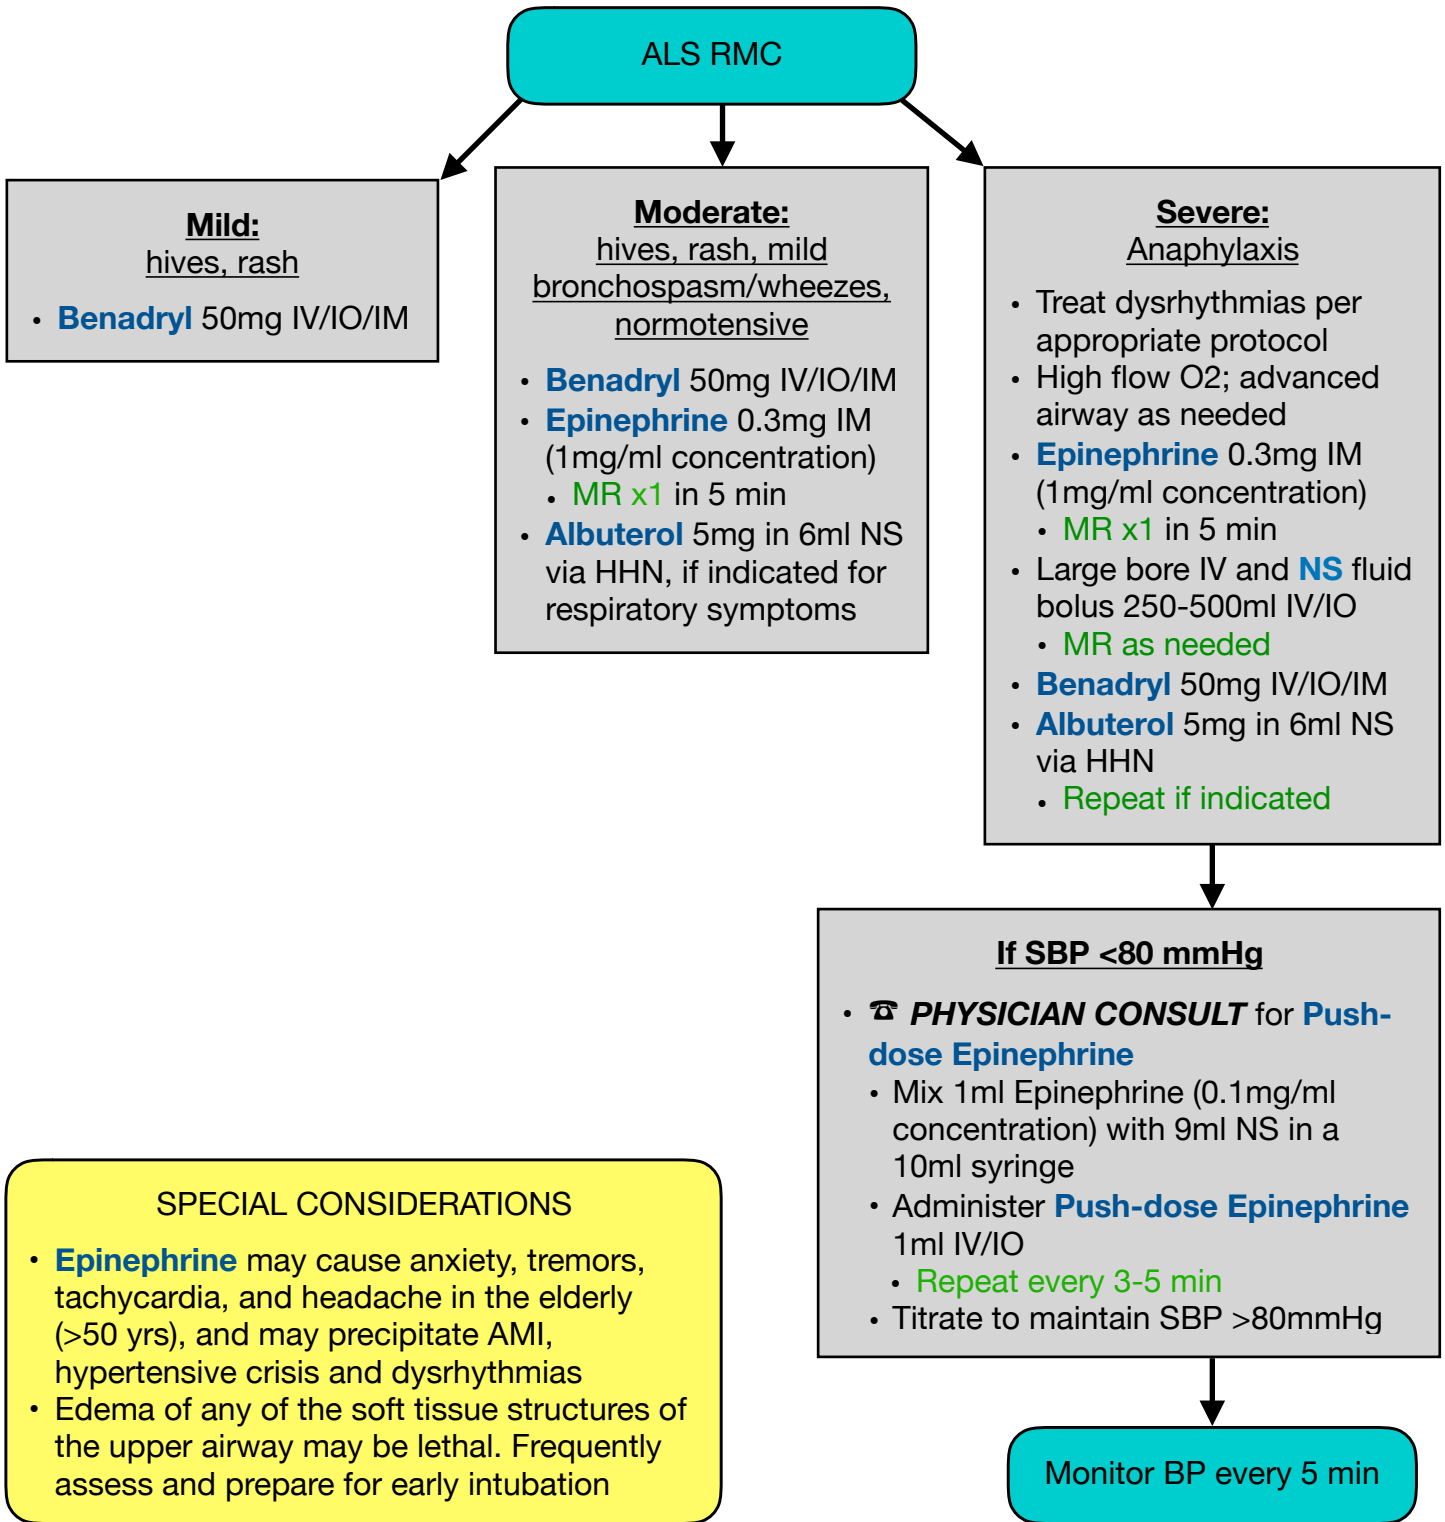 ALS RMC
Mild:
hives, rash
• Benadryl 50mg IV/IO/IM
Moderate:
hives, rash, mild
bronchospasm/wheezes,
normotensive
• Benadryl 50mg IV/IO/IM
• Epinephrine 0.3mg IM
(1mg/ml concentration)
• MR x1 in 5 min
• Albuterol 5mg in 6ml NS
via HHN, if indicated for
respiratory symptoms
Severe:
Anaphylaxis
• Treat dysrhythmias per
appropriate protocol
• High flow O2; advanced
airway as needed
• Epinephrine 0.3mg IM
(1mg/ml concentration)
• MR x1 in 5 min
• Large bore IV and NS fluid
bolus 250-500ml IV/IO
• MR as needed
• Benadryl 50mg IV/IO/IM
• Albuterol 5mg in 6ml NS
via HHN
• Repeat if indicated
If SBP <80 mmHg
• ☎ PHYSICIAN CONSULT for Push-
dose Epinephrine
• Mix 1ml Epinephrine (0.1mg/ml
concentration) with 9ml NS in a
10ml syringe
• Administer Push-dose Epinephrine
1ml IV/IO
• Repeat every 3-5 min
• Titrate to maintain SBP >80mmHg
SPECIAL CONSIDERATIONS
• Epinephrine may cause anxiety, tremors,
tachycardia, and headache in the elderly
(>50 yrs), and may precipitate AMI,
hypertensive crisis and dysrhythmias
• Edema of any of the soft tissue structures of
the upper airway may be lethal. Frequently
assess and prepare for early intubation
Monitor BP every 5 min